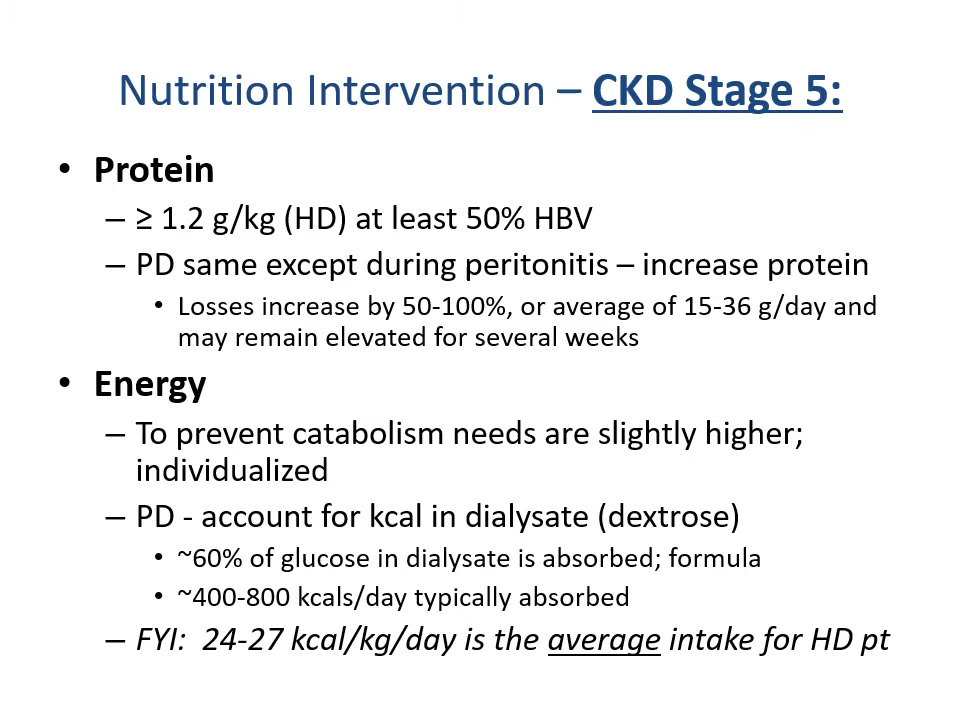 Nutrition Intervention – CKD Stage 5:
• Protein
– ≥ 1.2 g/kg (HD) at least 50% HBV
– PD same except during peritonitis – increase protein
• Losses increase by 50-100%, or average of 15-36 g/day and
may remain elevated for several weeks
• Energy
– To prevent catabolism needs are slightly higher;
individualized
– PD - account for kcal in dialysate (dextrose)
• ~60% of glucose in dialysate is absorbed; formula
• ~400-800 kcals/day typically absorbed
– FYI:  24-27 kcal/kg/day is the average intake for HD pt